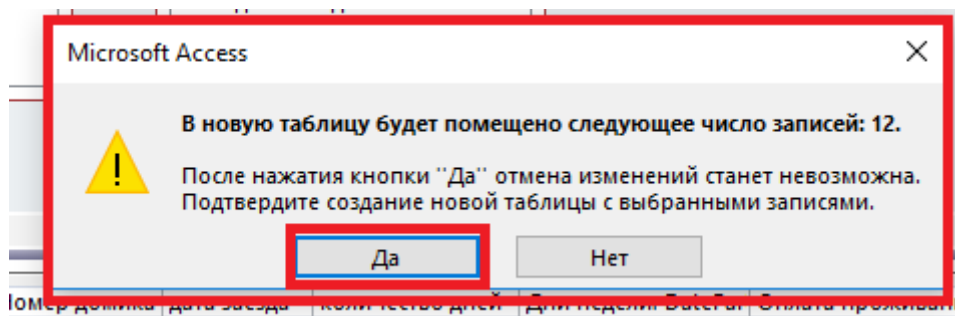 Microsoft Access
В новую таблицу будет помещено следующее число записей: 12.
После нажатия кнопки "Да" отмена изменений станет невозможна.
Подтвердите создание новой таблицы с выбранными записями.
Да
Нет